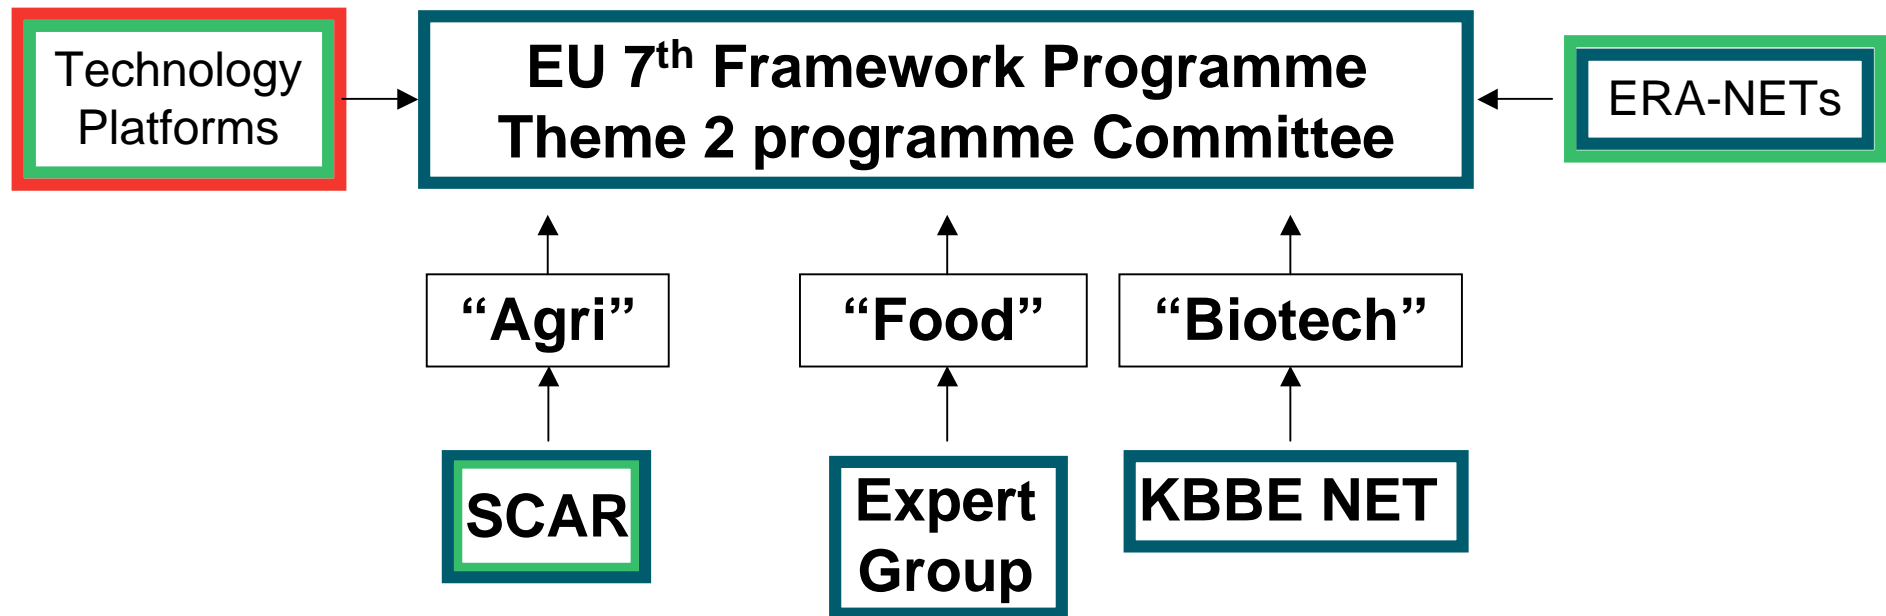 Technology
Platforms
EU 7th Framework Programme
Theme 2 programme Committee
ERA-NETs
“Agri”
“Food”
“Biotech”
SCAR
Expert
Group
KBBE NET